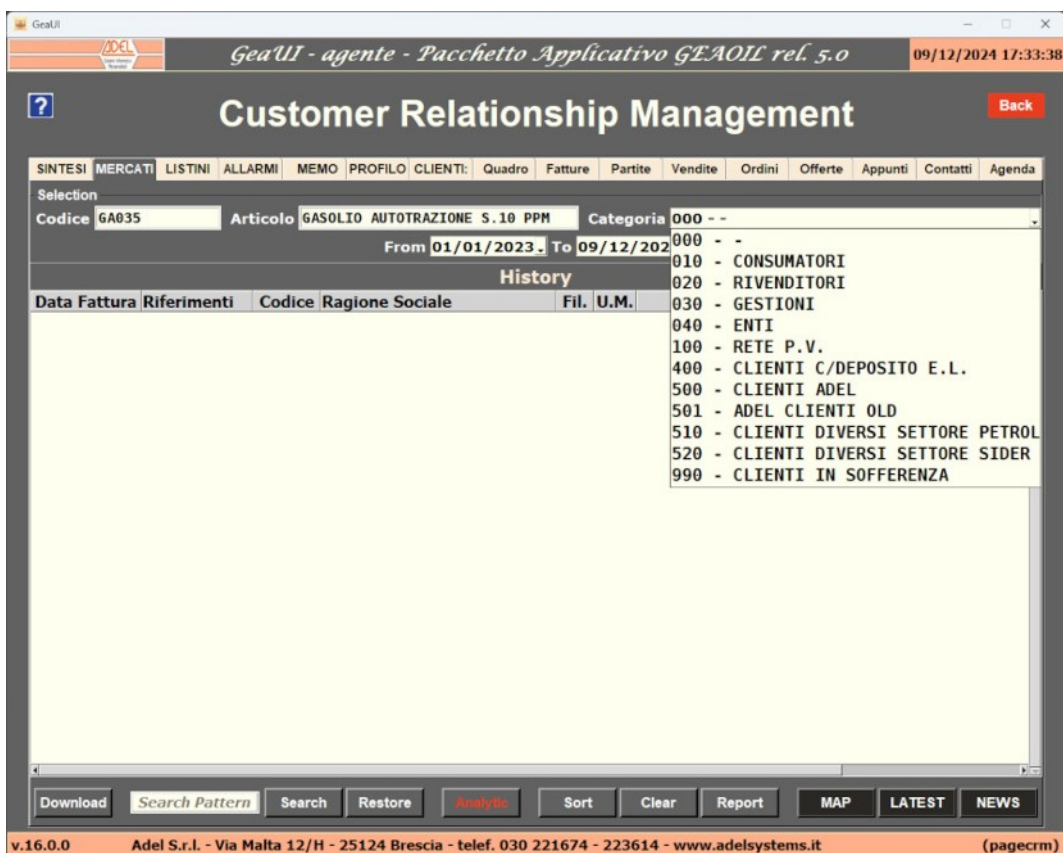 GeaUI
ADEL
GeaUI - agente - Pacchetto Applicativo GEAOIL rel. 5.0
09/12/2024 17:33:38
?
Customer Relationship Management
Back
SINTESI MERCATI LISTINI ALLARMI MEMO PROFILO CLIENTI: Quadro Fatture Partite Vendite Ordini Offerte Appunti Contatti Agenda
Selection
Codice GA035 Articolo GASOLIO AUTOTRAZIONE S.10 PPM Categoria 000 - -
From 01/01/2023 To 09/12/202
000 - -
010 - CONSUMATORI
020 - RIVENDITORI
030 - GESTIONI
040 - ENTI
100 - RETE P.V.
400 - CLIENTI C/DEPOSITO E.L.
500 - CLIENTI ADEL
501 - ADEL CLIENTI OLD
510 - CLIENTI DIVERSI SETTORE PETROL
520 - CLIENTI DIVERSI SETTORE SIDER
990 - CLIENTI IN SOFFERENZA
History
Data Fattura Riferimenti Codice Ragione Sociale Fil. U.M.
Download Search Pattern Search Restore Analytic Sort Clear Report MAP LATEST NEWS
v.16.0.0 Adel S.r.l. - Via Malta 12/H - 25124 Brescia - telef. 030 221674 - 223614 - www.adelsystems.it (pagecrm)